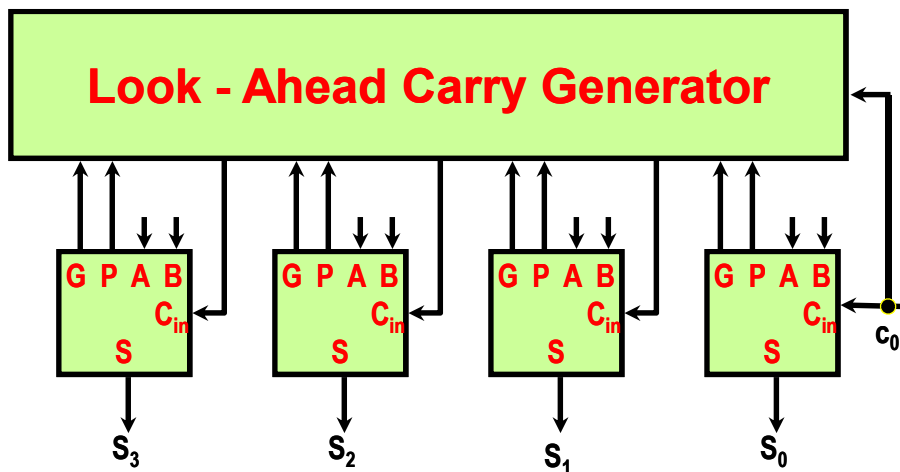 Look - Ahead Carry Generator
G P A B G P A B G P A B G P A B
Cin Cin Cin Cin
c0
S S S S
S3 S2 S1 S0